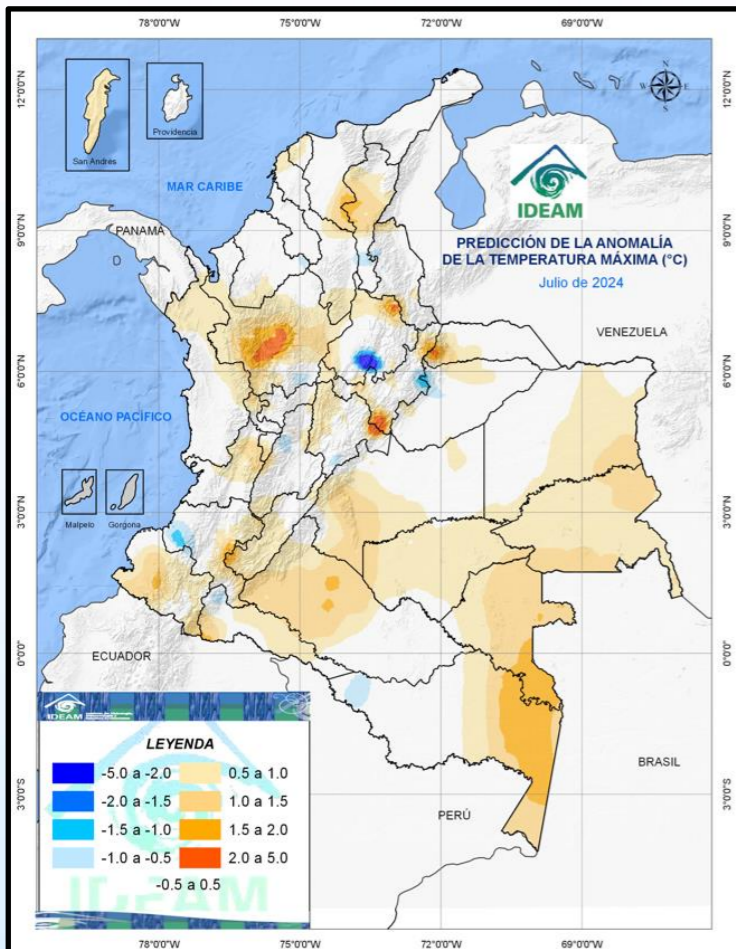 78°0'0"W 75°0'0"W 72°0'0"W 69°0'0"W
12°0'0"N 12°0'0"N
San Andres
Providencia
N
W E
S
MAR CARIBE
IDEAM
9°0'0"N 9°0'0"N
PANAMA
D
PREDICCIÓN DE LA ANOMALÍA
DE LA TEMPERATURA MÁXIMA (°C)
Julio de 2024
VENEZUELA
6°0'0"N 6°0'0"N
OCÉANO PACÍFICO
Malpelo
Gorgona
3°0'0"N 3°0'0"N
0°0'0" 0°0'0"
ECUADOR
IDEAM
LEYENDA
-5.0 a -2.0 0.5 a 1.0
-2.0 a -1.5 1.0 a 1.5
-1.5 a -1.0 1.5 a 2.0
-1.0 a -0.5 2.0 a 5.0
-0.5 a 0.5
IDEAM
BRASIL
PERÚ
3°0'0"S 3°0'0"S
78°0'0"W 75°0'0"W 72°0'0"W 69°0'0"W